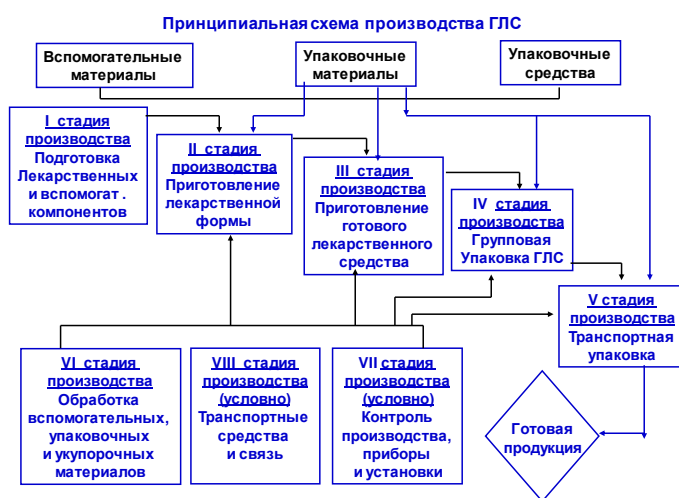 Принципиальная схема производства ГЛС
Вспомогательные
материалы
Упаковочные
материалы
Упаковочные
средства
I стадия
производства
Подготовка
Лекарственных
и вспомогат .
компонентов
II стадия
производства
Приготовление
лекарственной
формы
III стадия
производства
Приготовление
готового
лекарственного
средства
IV стадия
производства
Групповая
Упаковка ГЛС
V стадия
производства
Транспортная
упаковка
VI стадия
производства
Обработка
вспомогательных,
упаковочных
и укупорочных
материалов
VIII стадия
производства
(условно)
Транспортные
средства
и связь
VII стадия
производства
(условно)
Контроль
производства,
приборы
и установки
Готовая
продукция